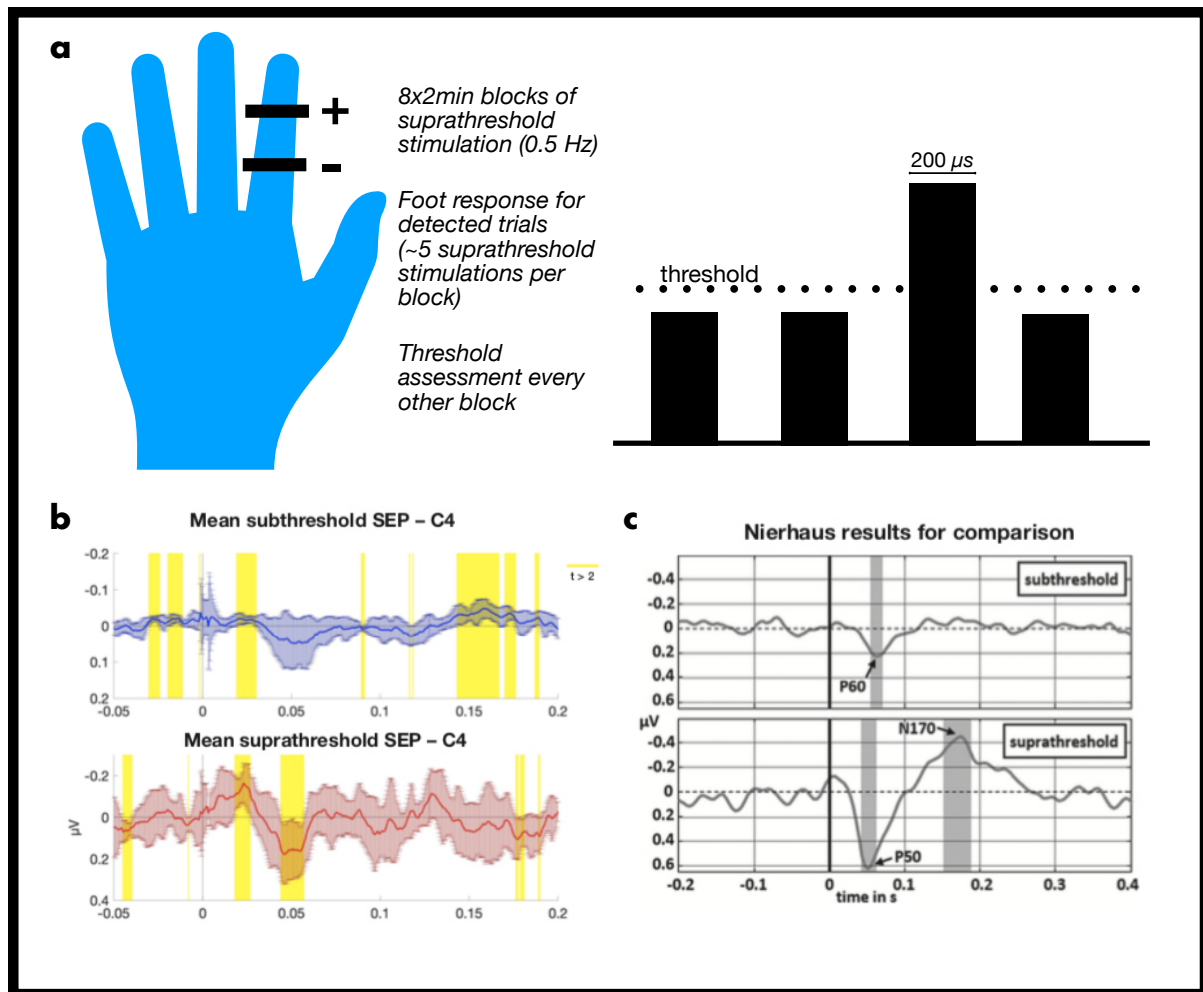 a
+
-
8x2min blocks of
suprathreshold
stimulation (0.5 Hz)
Foot response for
detected trials
(~5 suprathreshold
stimulations per
block)
Threshold
assessment every
other block
200 µs
threshold
b
Mean subthreshold SEP – C4
-0.2
-0.1
0
0.1
0.2
-0.05
0
0.05
0.1
0.15
0.2
t > 2
Mean suprathreshold SEP – C4
-0.2
0
0.2
0.4
µV
-0.05
0
0.05
0.1
0.15
0.2
c
Nierhaus results for comparison
subthreshold
-0.4
-0.2
0
0.2
0.4
0.6
P60
µV
N170
suprathreshold
-0.4
-0.2
0
0.2
0.4
0.6
P50
-0.2
-0.1
0
0.1
0.2
0.3
0.4
time in s